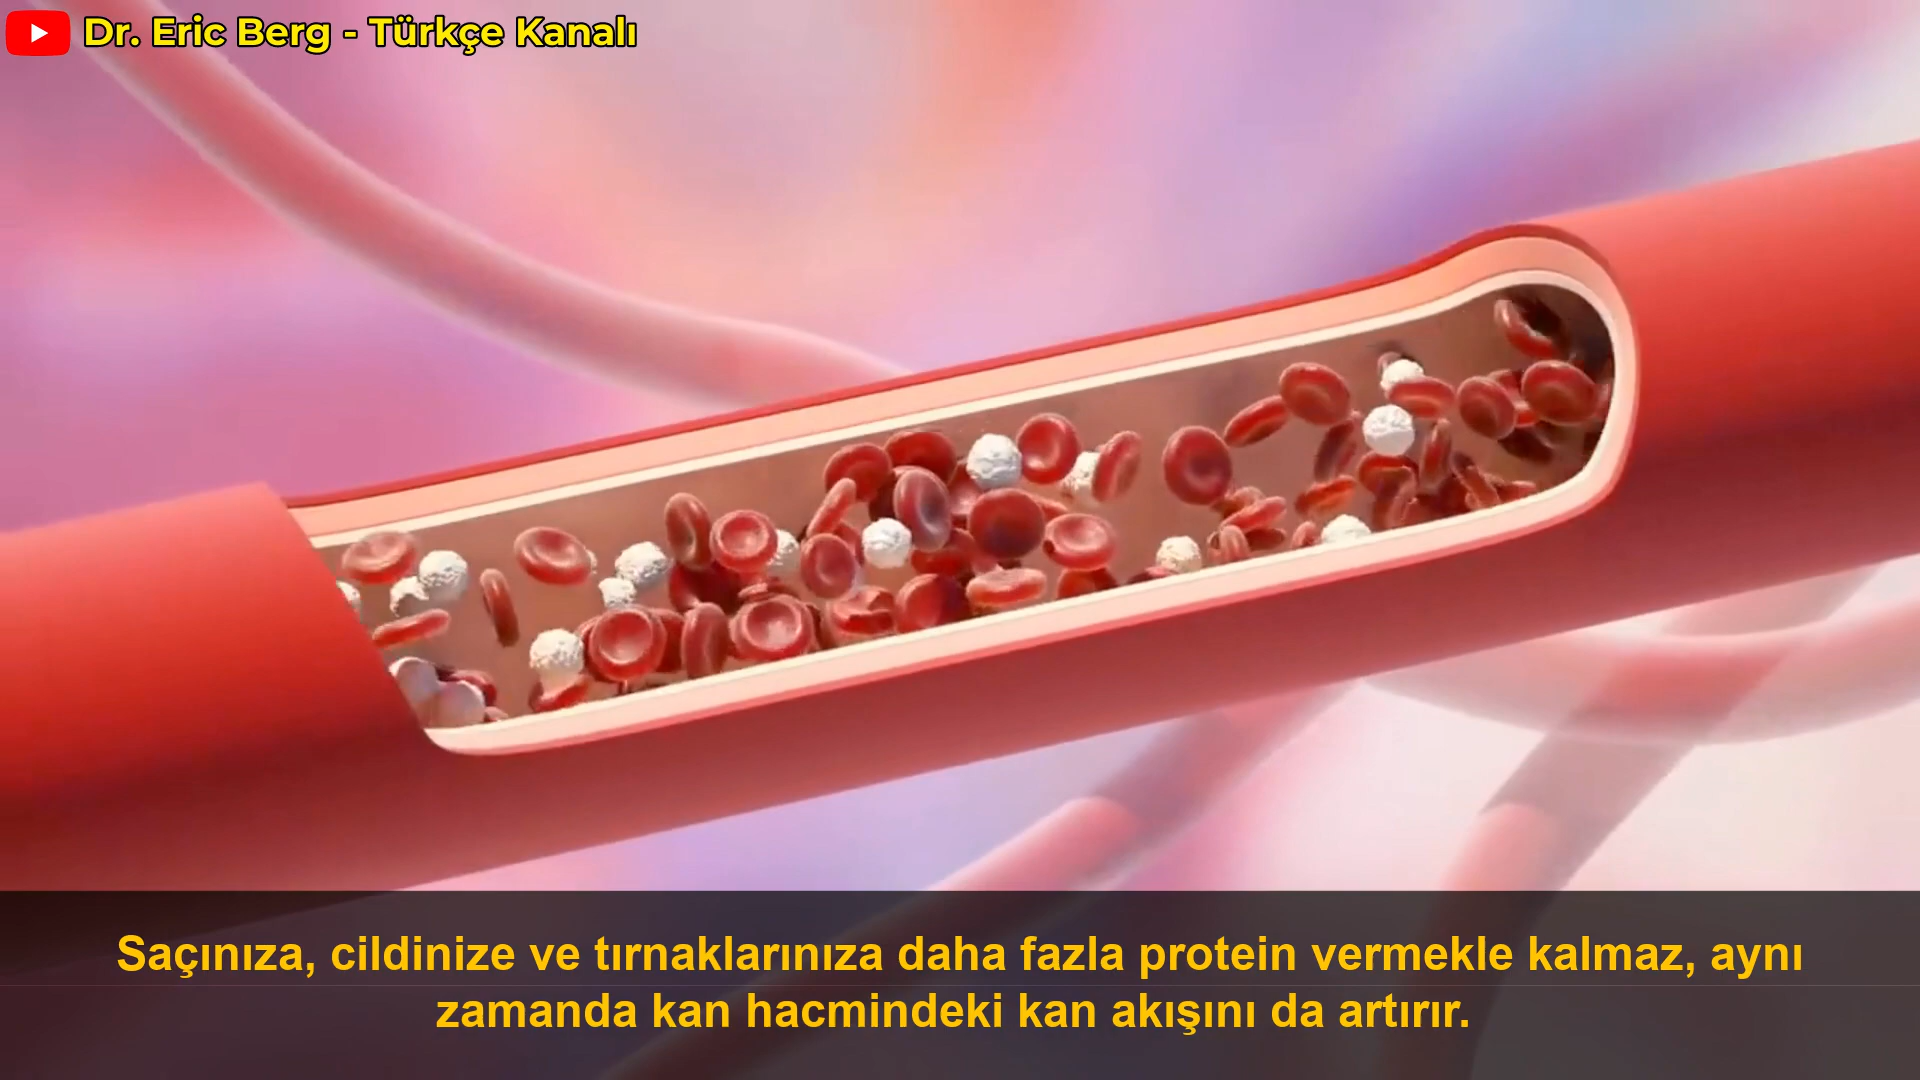 Dr. Eric Berg - Türkçe Kanalı
Saçınıza, cildinize ve tırnaklarınıza daha fazla protein vermekle kalmaz, aynı
zamanda kan hacmindeki kan akışını da artırır.